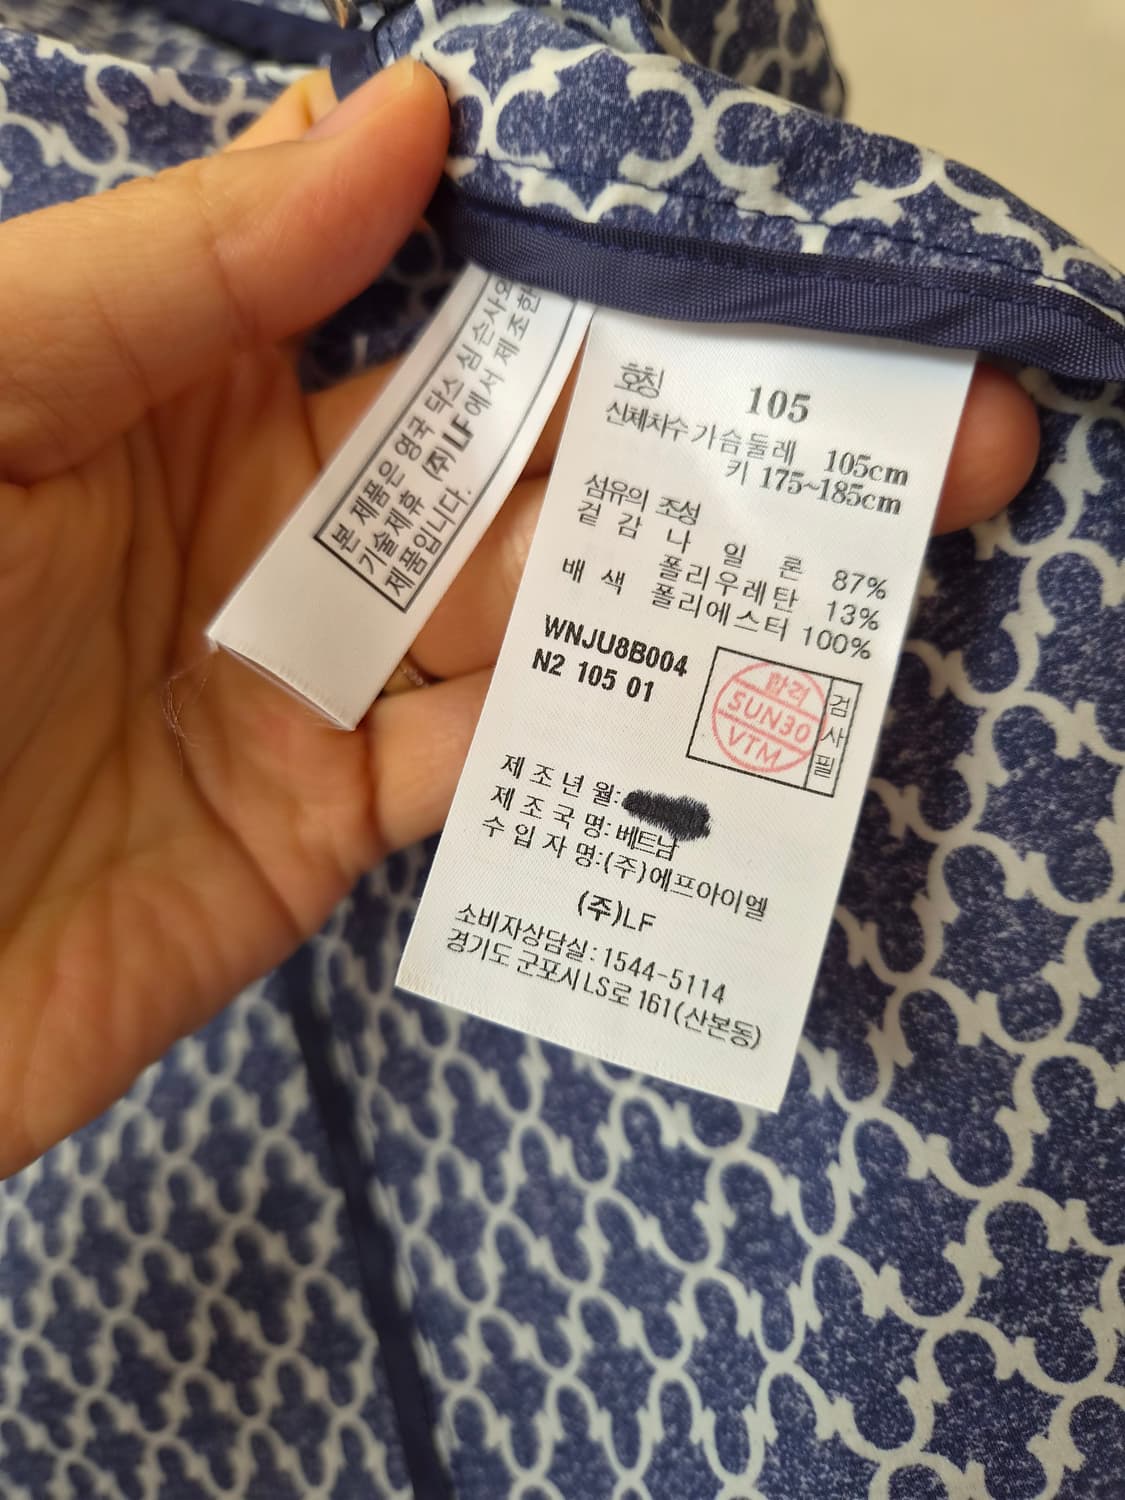 본 제품은 영국 닥스 심손사와
기술제휴 (주)LF에서 제조한
제품입니다.
호칭 105
신체치수 가슴둘레 105cm
키 175~185cm
섬유의 조성
겉 감 나 일 론 87%
폴리우레탄 13%
배 색 폴리에스터 100%
WNJU8B004
N2 105 01
합격
SUN30
VTM
검사필
제 조 년 월:
제 조 국 명: 베트남
수 입 자 명:(주)에프아이엘
(주)LF
소비자상담실: 1544-5114
경기도 군포시 LS로 161(산본동)